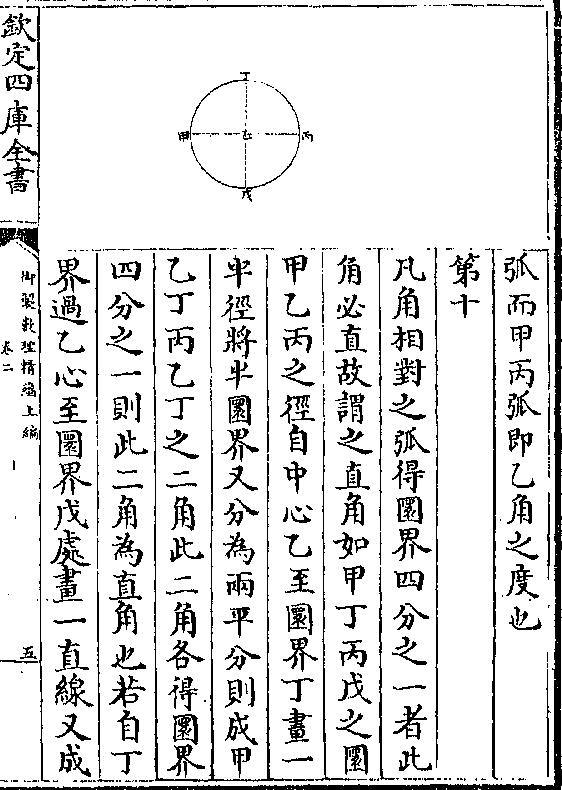 弧而甲丙弧即乙角之度也
第十
凡角相對之弧得圜界四分之一者此
角必直故謂之直角如甲丁丙戊之圜
甲乙丙之徑自中心乙至圜界丁畫一
半徑將半圜界又分為兩平分則成甲
乙丁丙乙丁之二角此二角各得圜界
四分之一則此二角為直角也若自丁
界過乙心至圜界戊處畫一直線又成
丁
甲
乙
丙
戊
欽定四庫全書
御製數理精蘊上編
卷二
五